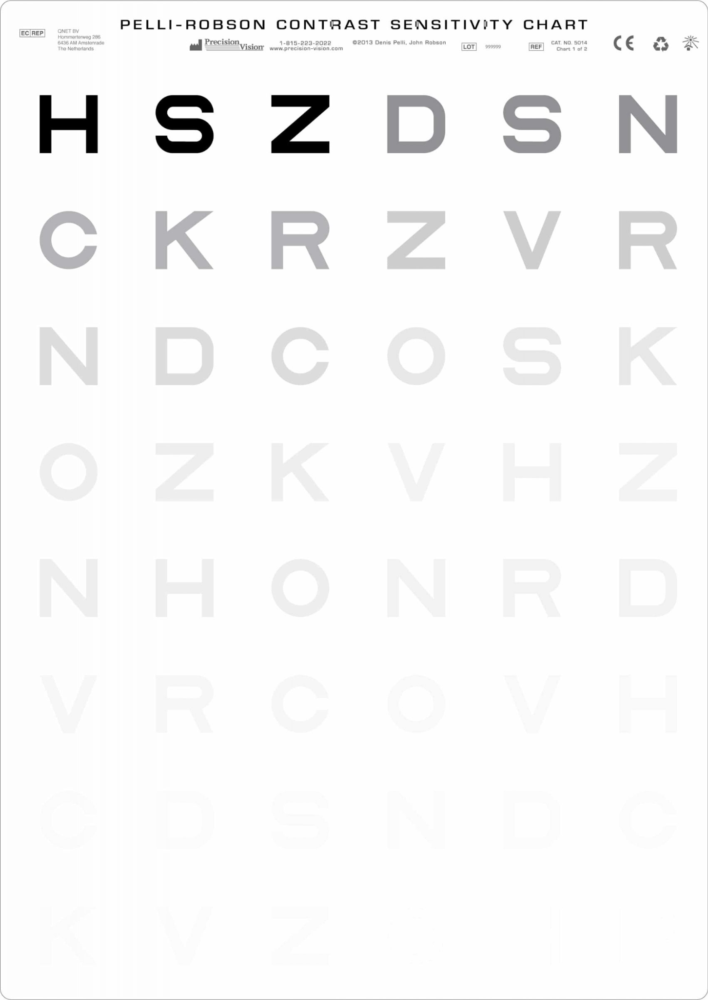 PELLI-ROBSON CONTRAST SENSITIVITY CHART
EC REP
QNET BV
Hommerterweg 286
6436 AM Amstenrade
The Netherlands
Precision Vision
1-815-223-2022
www.precision-vision.com
©2013 Denis Pelli, John Robson
LOT 999999
REF
CAT. NO. 5014
Chart 1 of 2
CE
H S Z D S N
C K R Z V R
N D C O S K
O Z K V H Z
N H O N R D
V R C O V H
C D S N D C
K V Z